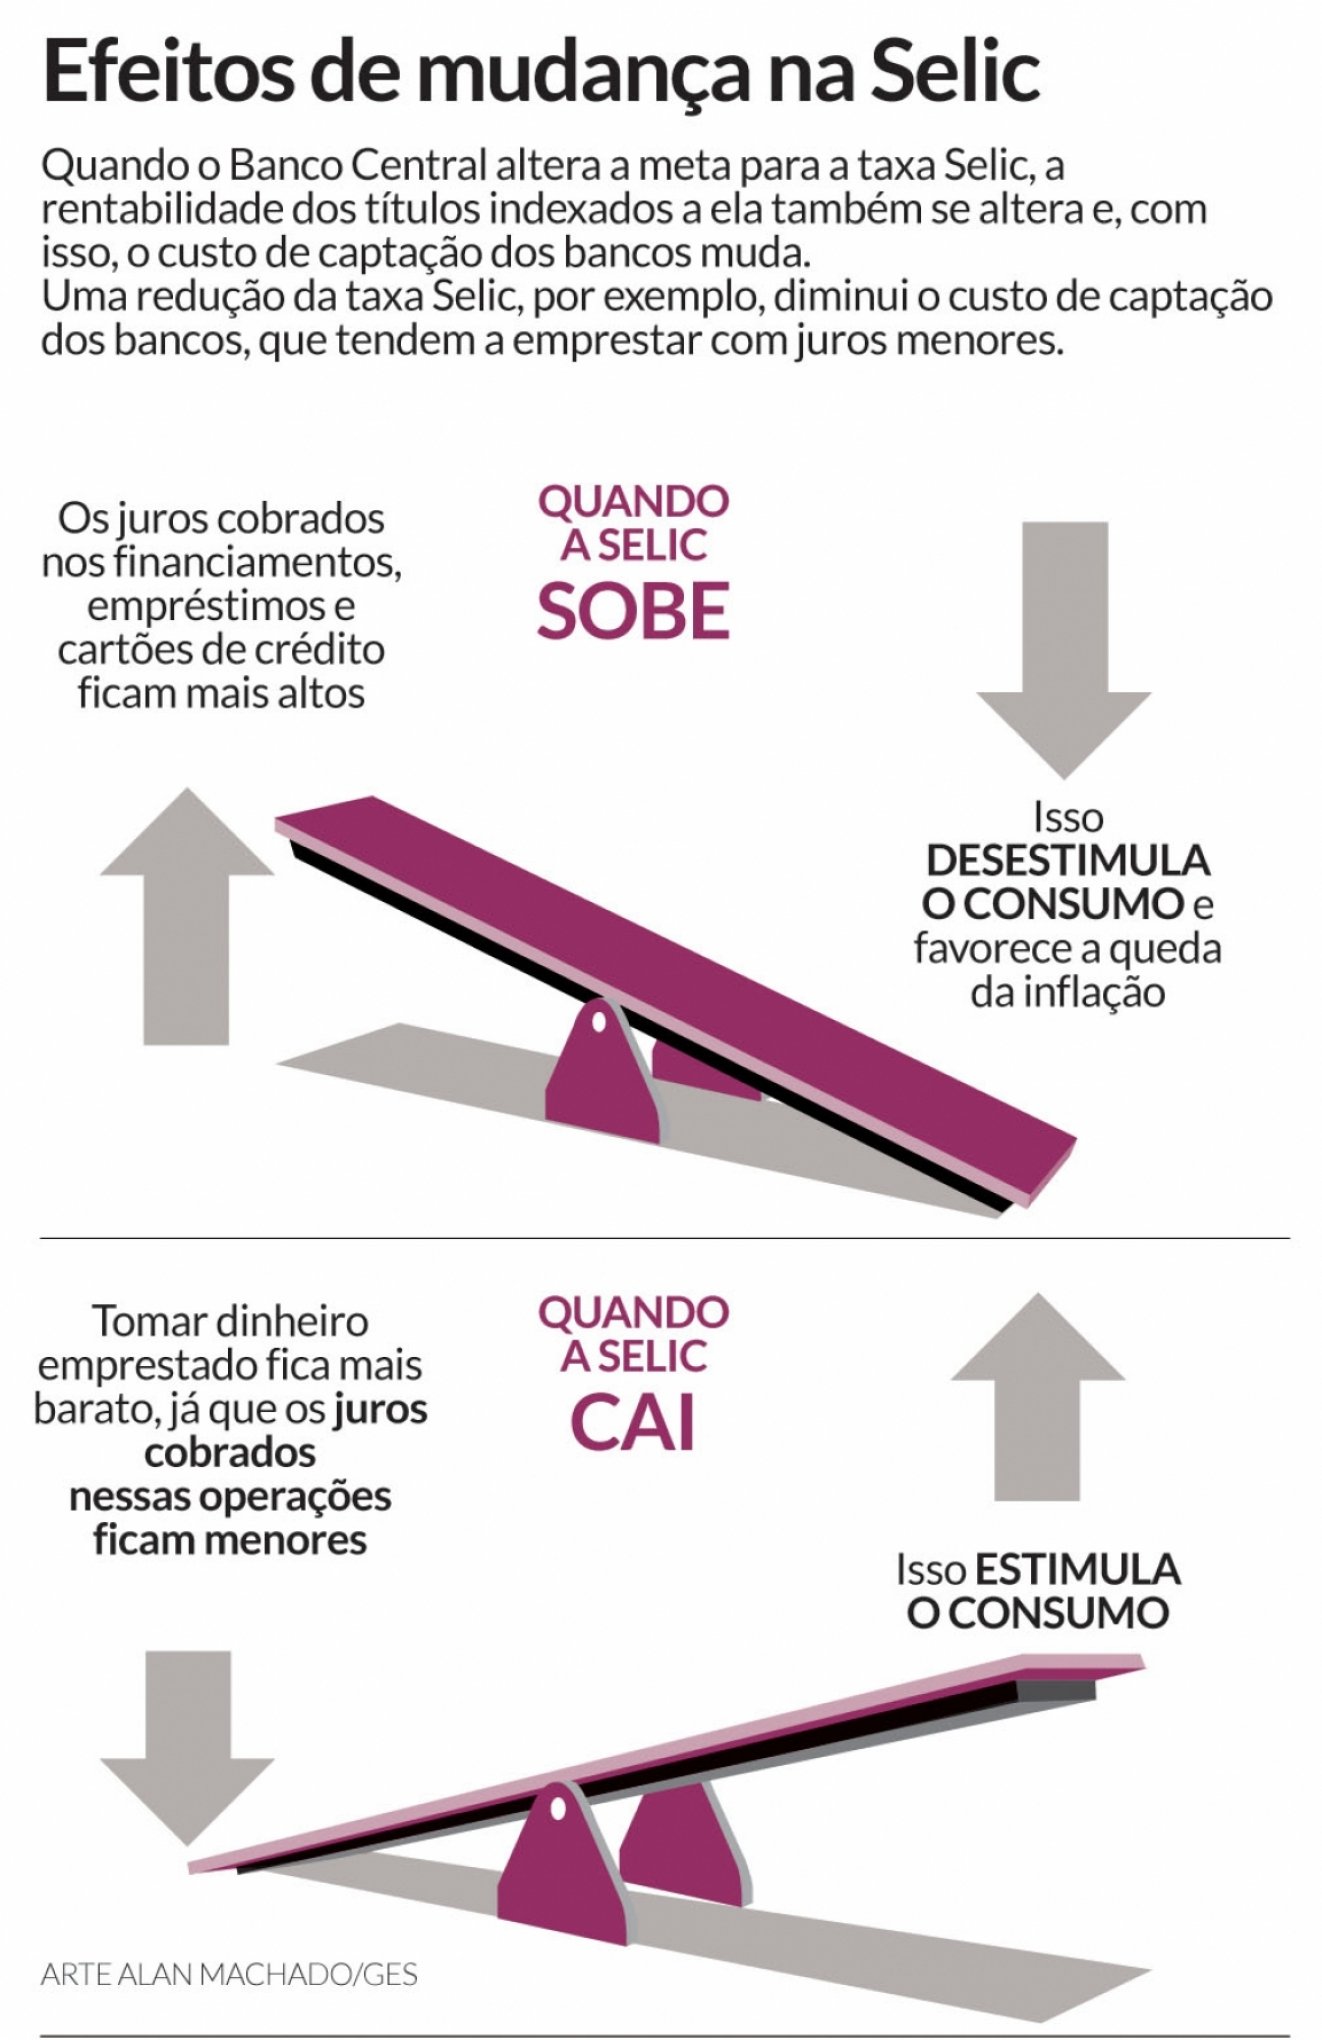 Efeitos de mudança na Selic
Quando o Banco Central altera a meta para a taxa Selic, a
rentabilidade dos títulos indexados a ela também se altera e, com
isso, o custo de captação dos bancos muda.
Uma redução da taxa Selic, por exemplo, diminui o custo de captação
dos bancos, que tendem a emprestar com juros menores.
Os juros cobrados
nos financiamentos,
empréstimos e
cartões de crédito
ficam mais altos
QUANDO
A SELIC
SOBE
Isso
DESESTIMULA
O CONSUMO e
favorece a queda
da inflação
Tomar dinheiro
emprestado fica mais
barato, já que os juros
cobrados
nessas operações
ficam menores
QUANDO
A SELIC
CAI
Isso ESTIMULA
O CONSUMO
ARTE ALAN MACHADO/GES